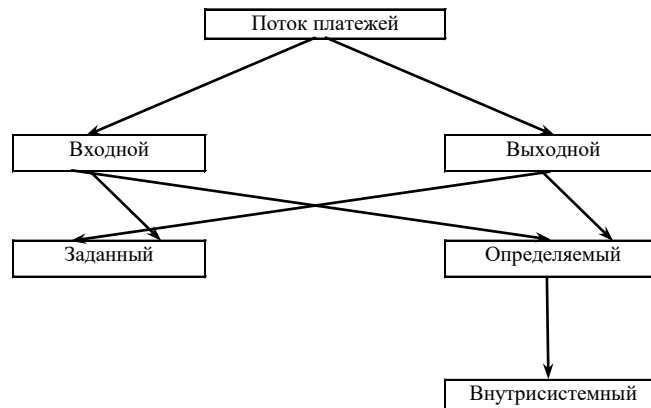 Поток платежей
Входной
Выходной
Заданный
Определяемый
Внутрисистемный